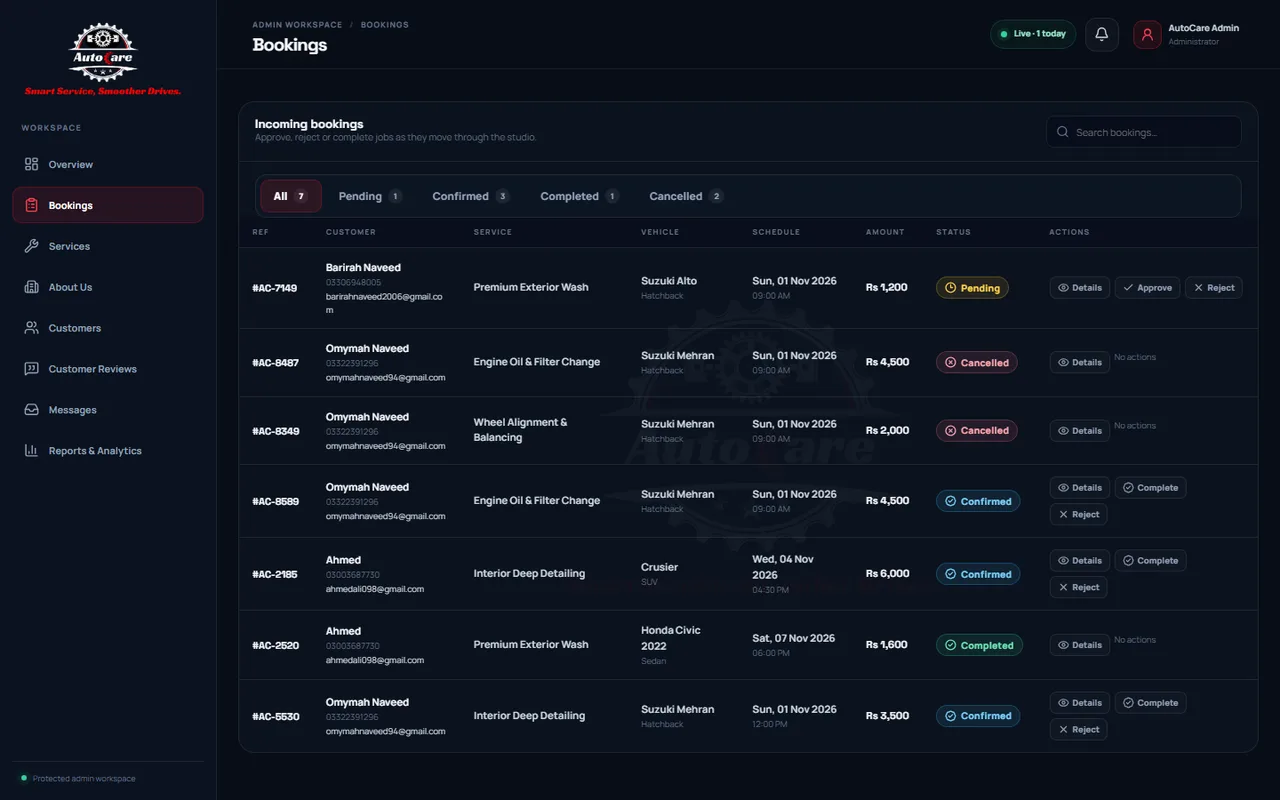 AutoCare
Smart Service, Smoother Drives.
WORKSPACE
Overview
Bookings
Services
About Us
Customers
Customer Reviews
Messages
Reports & Analytics
Protected admin workspace
ADMIN WORKSPACE / BOOKINGS
Bookings
Live · 1 today
AutoCare Admin
Administrator
Incoming bookings
Approve, reject or complete jobs as they move through the studio.
Search bookings...
All 7 Pending 1 Confirmed 3 Completed 1 Cancelled 2
REF CUSTOMER SERVICE VEHICLE SCHEDULE AMOUNT STATUS ACTIONS
#AC-7149
Barirah Naveed
03306948005
barirahnaveed2006@gmail.co
m
Premium Exterior Wash
Suzuki Alto
Hatchback
Sun, 01 Nov 2026
09:00 AM
Rs 1,200
Pending
Details Approve Reject
#AC-8487
Omymah Naveed
03322391296
omymahnaveed94@gmail.com
Engine Oil & Filter Change
Suzuki Mehran
Hatchback
Sun, 01 Nov 2026
09:00 AM
Rs 4,500
Cancelled
Details No actions
#AC-8349
Omymah Naveed
03322391296
omymahnaveed94@gmail.com
Wheel Alignment &
Balancing
Suzuki Mehran
Hatchback
Sun, 01 Nov 2026
09:00 AM
Rs 2,000
Cancelled
Details No actions
#AC-8589
Omymah Naveed
03322391296
omymahnaveed94@gmail.com
Engine Oil & Filter Change
Suzuki Mehran
Hatchback
Sun, 01 Nov 2026
09:00 AM
Rs 4,500
Confirmed
Details Complete
Reject
#AC-2185
Ahmed
03003687730
ahmedali098@gmail.com
Interior Deep Detailing
Crusier
SUV
Wed, 04 Nov
2026
04:30 PM
Rs 6,000
Confirmed
Details Complete
Reject
#AC-2520
Ahmed
03003687730
ahmedali098@gmail.com
Premium Exterior Wash
Honda Civic
2022
Sedan
Sat, 07 Nov 2026
06:00 PM
Rs 1,600
Completed
Details No actions
#AC-5530
Omymah Naveed
03322391296
omymahnaveed94@gmail.com
Interior Deep Detailing
Suzuki Mehran
Hatchback
Sun, 01 Nov 2026
12:00 PM
Rs 3,500
Confirmed
Details Complete
Reject
AutoCare